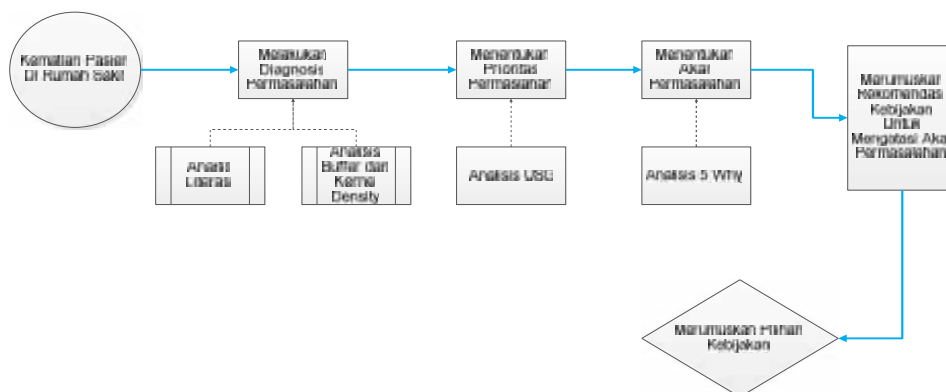 Kematian Pasien
Di Rumah Sakit
Melakukan
Diagnosis
Permasalahan
Menentukan
Prioritas
Permasalahan
Menentukan
Akar
Permasalahan
Merumuskan
Rekomendasi
Kebijakan
Untuk
Mengatasi Akar
Permasalahan
Analisis
Literasi
Analisis
Buffer dan
Kernel
Density
Analisis USG
Analisis 5 Why
Merumuskan Pilihan
Kebijakan